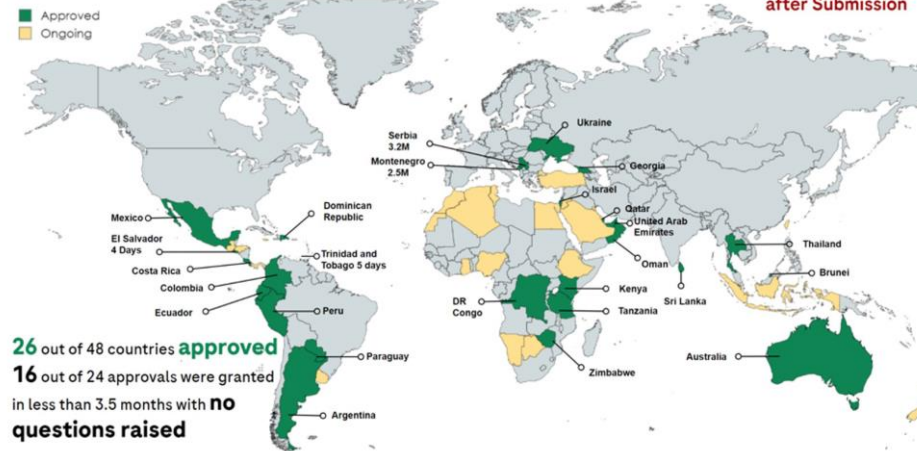 after Submission
Approved
Ongoing
Ukraine
Serbia
3.2M
Montenegro
2.5M
Georgia
Israel
Qatar
United Arab
Emirates
Oman
Mexico
Dominican
Republic
El Salvador
4 Days
Trinidad and
Tobago 5 days
Costa Rica
Colombia
Ecuador
Peru
Thailand
Brunei
Sri Lanka
Kenya
DR
Congo
Tanzania
Zimbabwe
Paraguay
Australia
Argentina
26 out of 48 countries approved
16 out of 24 approvals were granted
in less than 3.5 months with no
questions raised